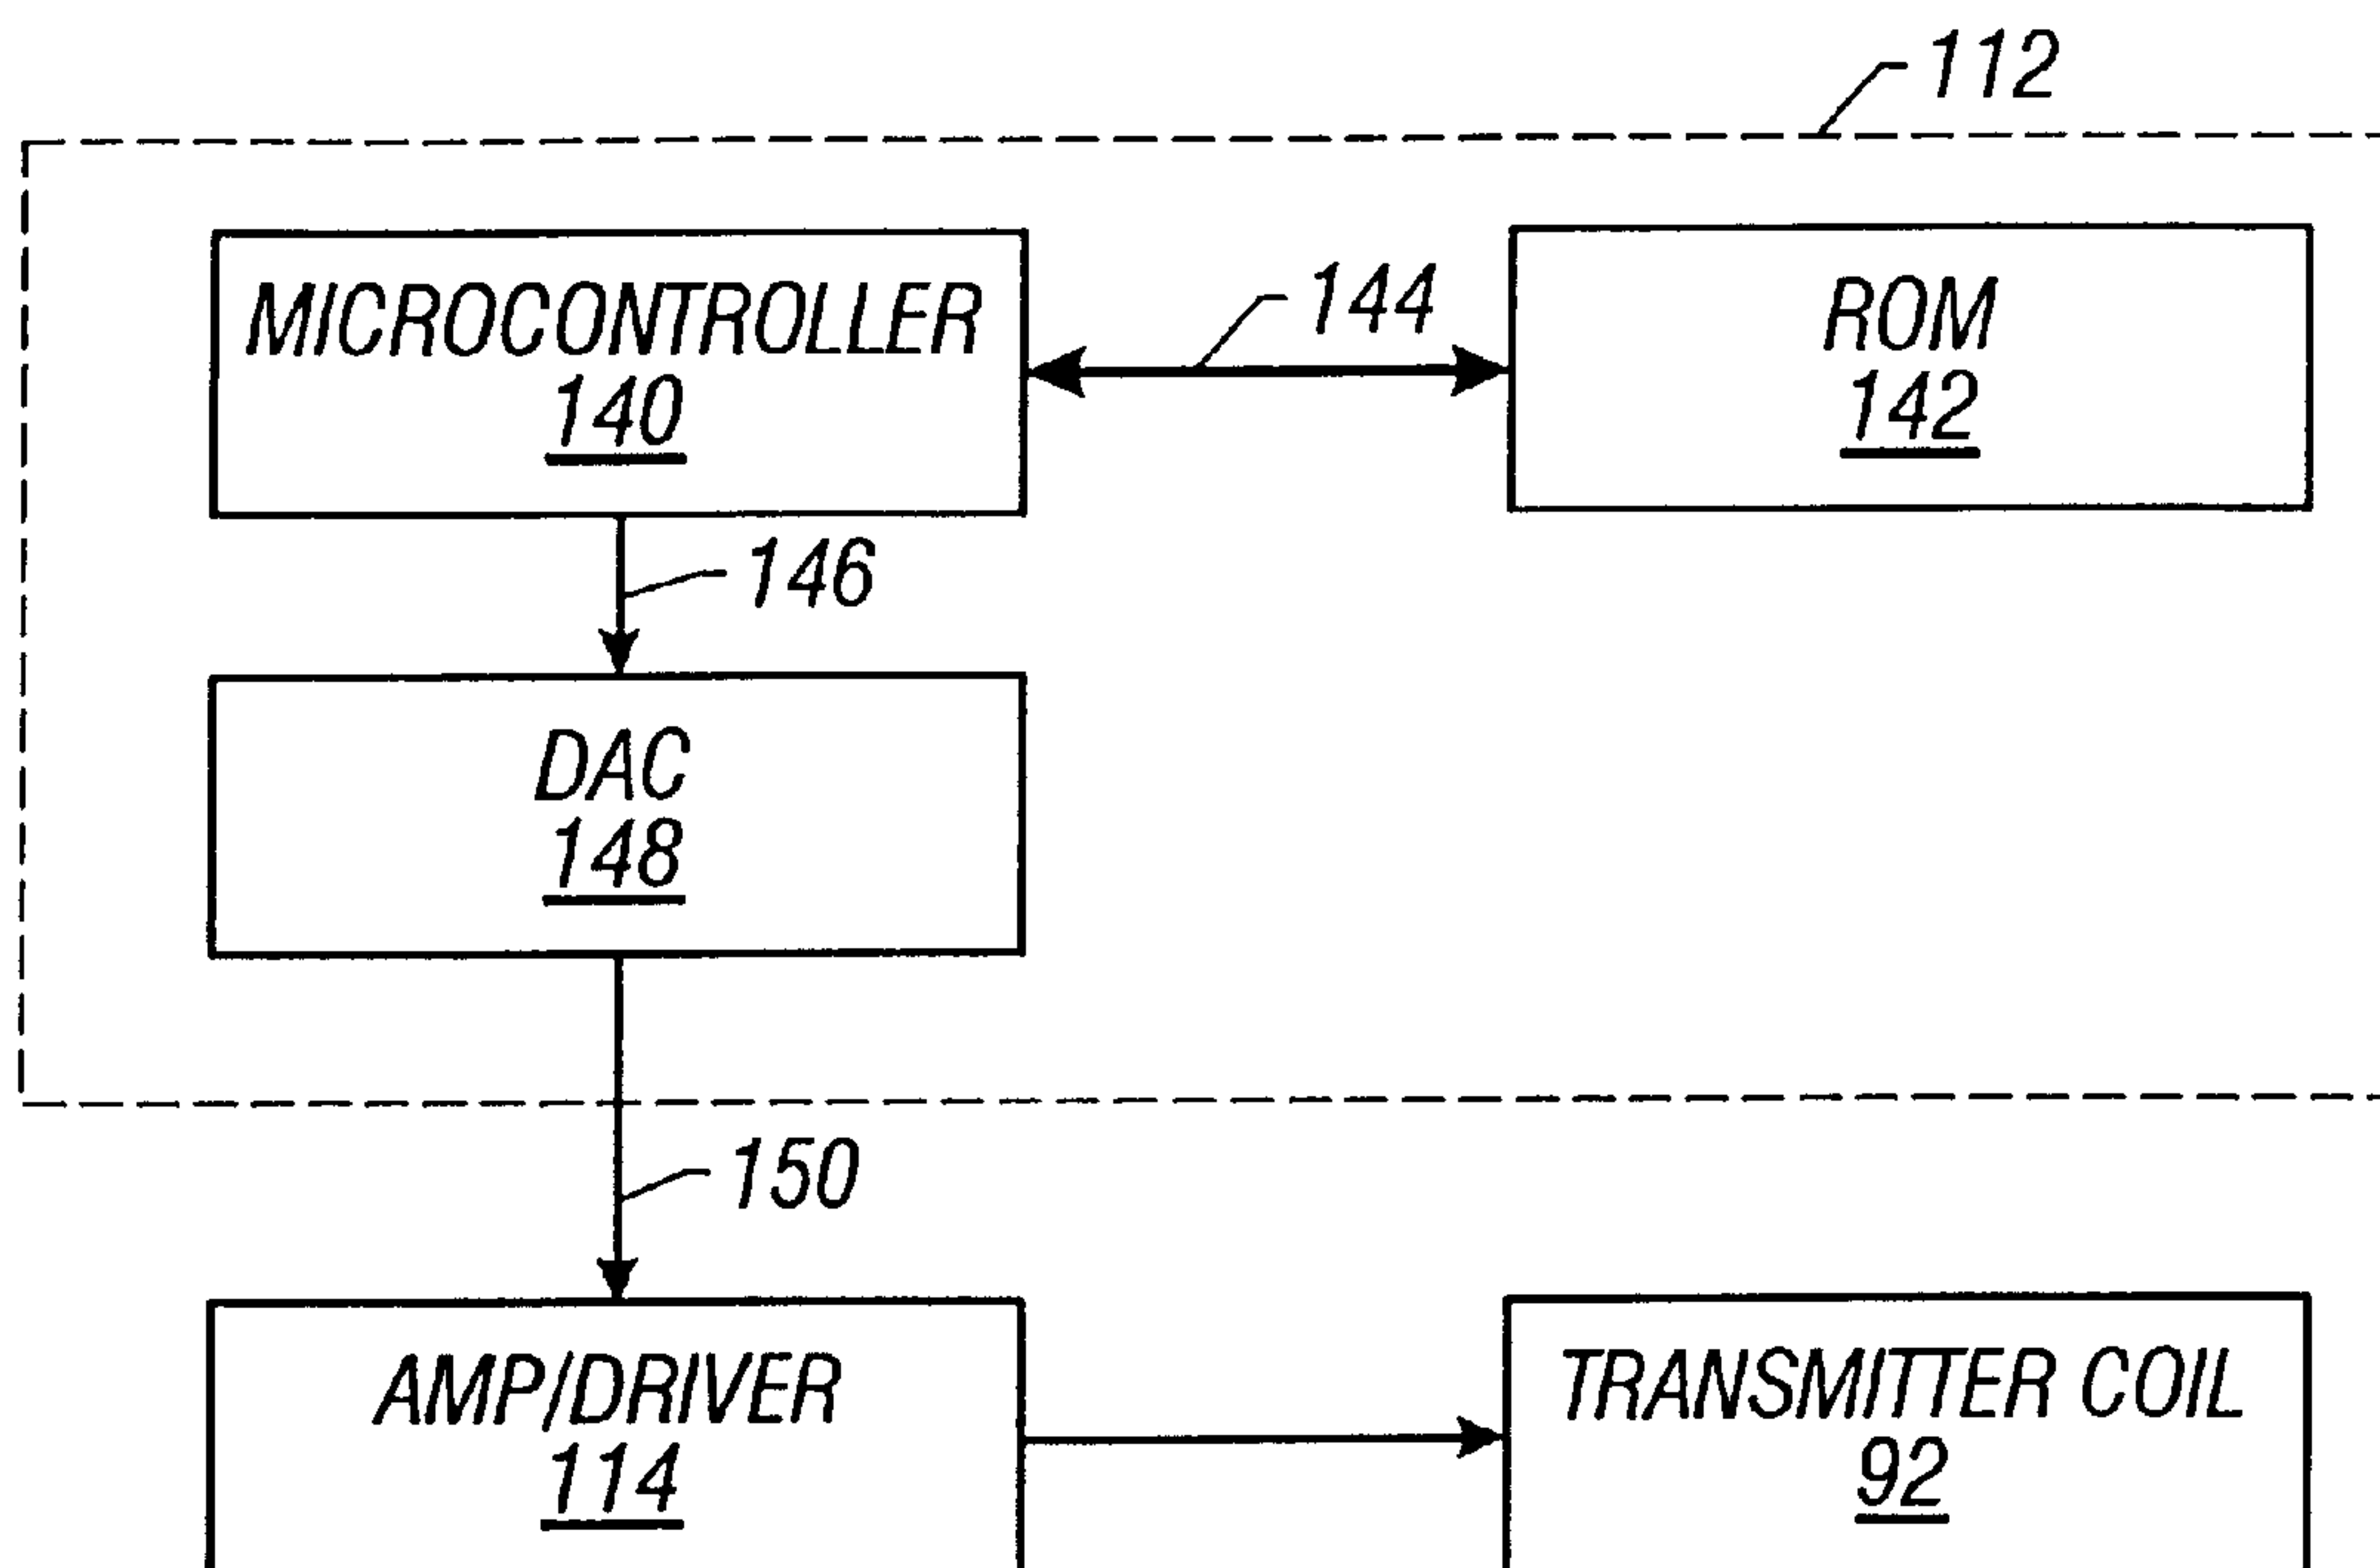 112
MICROCONTROLLER
140
144
ROM
142
146
DAC
148
150
AMP/DRIVER
114
TRANSMITTER COIL
92